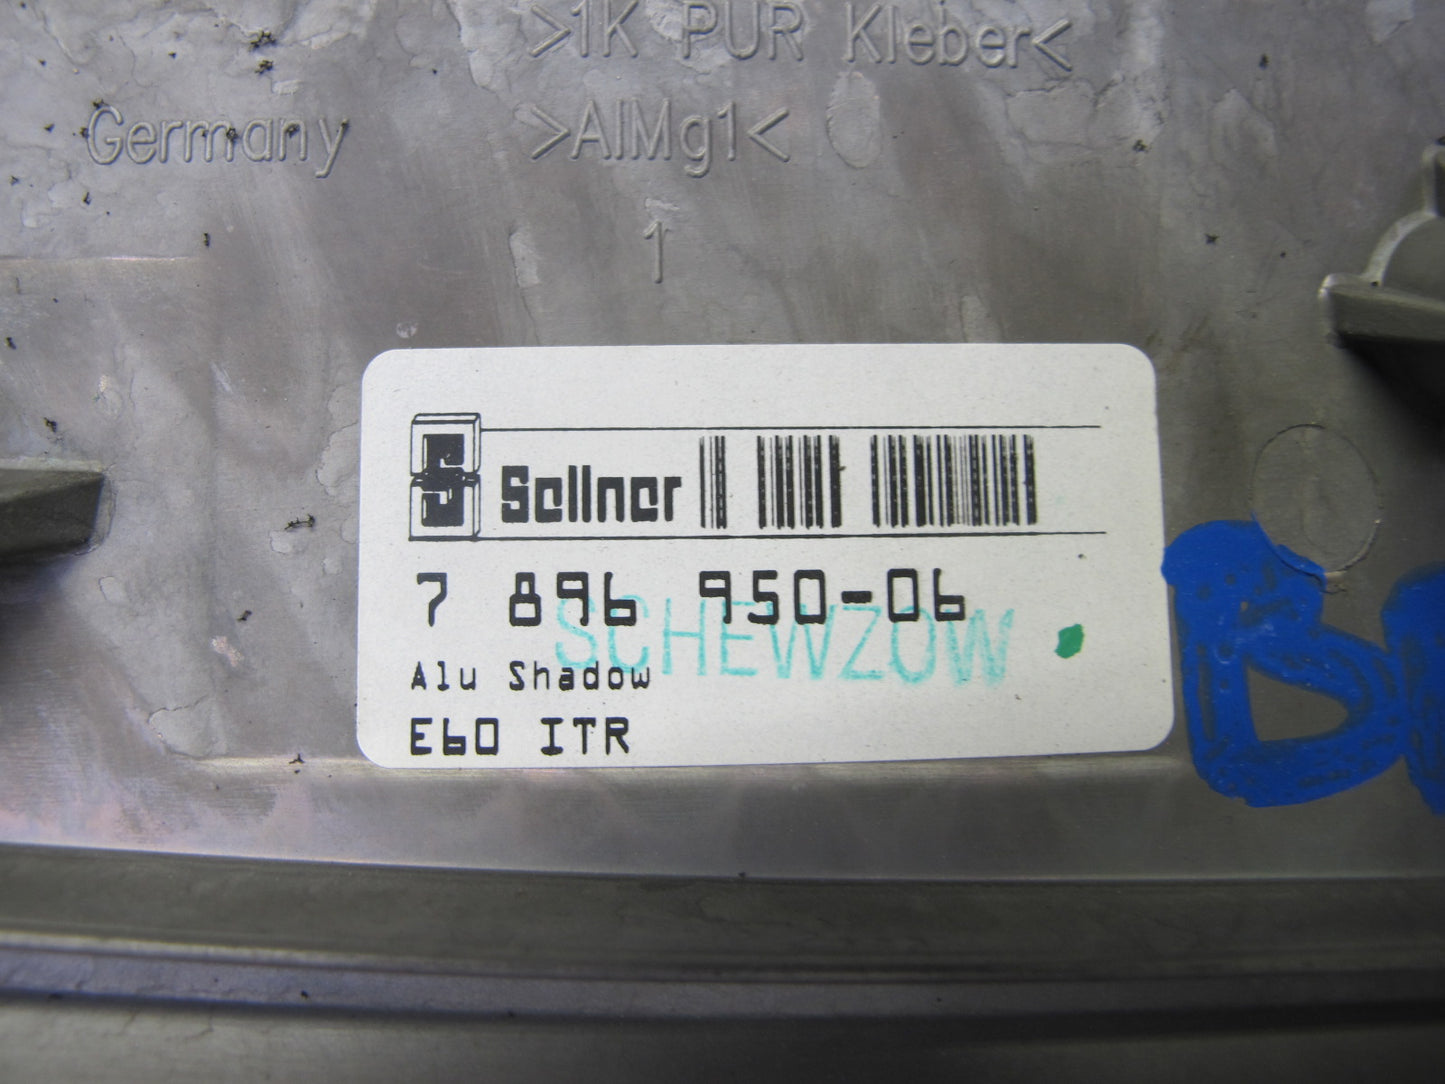 >1K PUR Kleber<
Germany >AlMg1<
1
Sellner
7 896 950-06
SCHEWZOW
Alu Shadow
E60 ITR